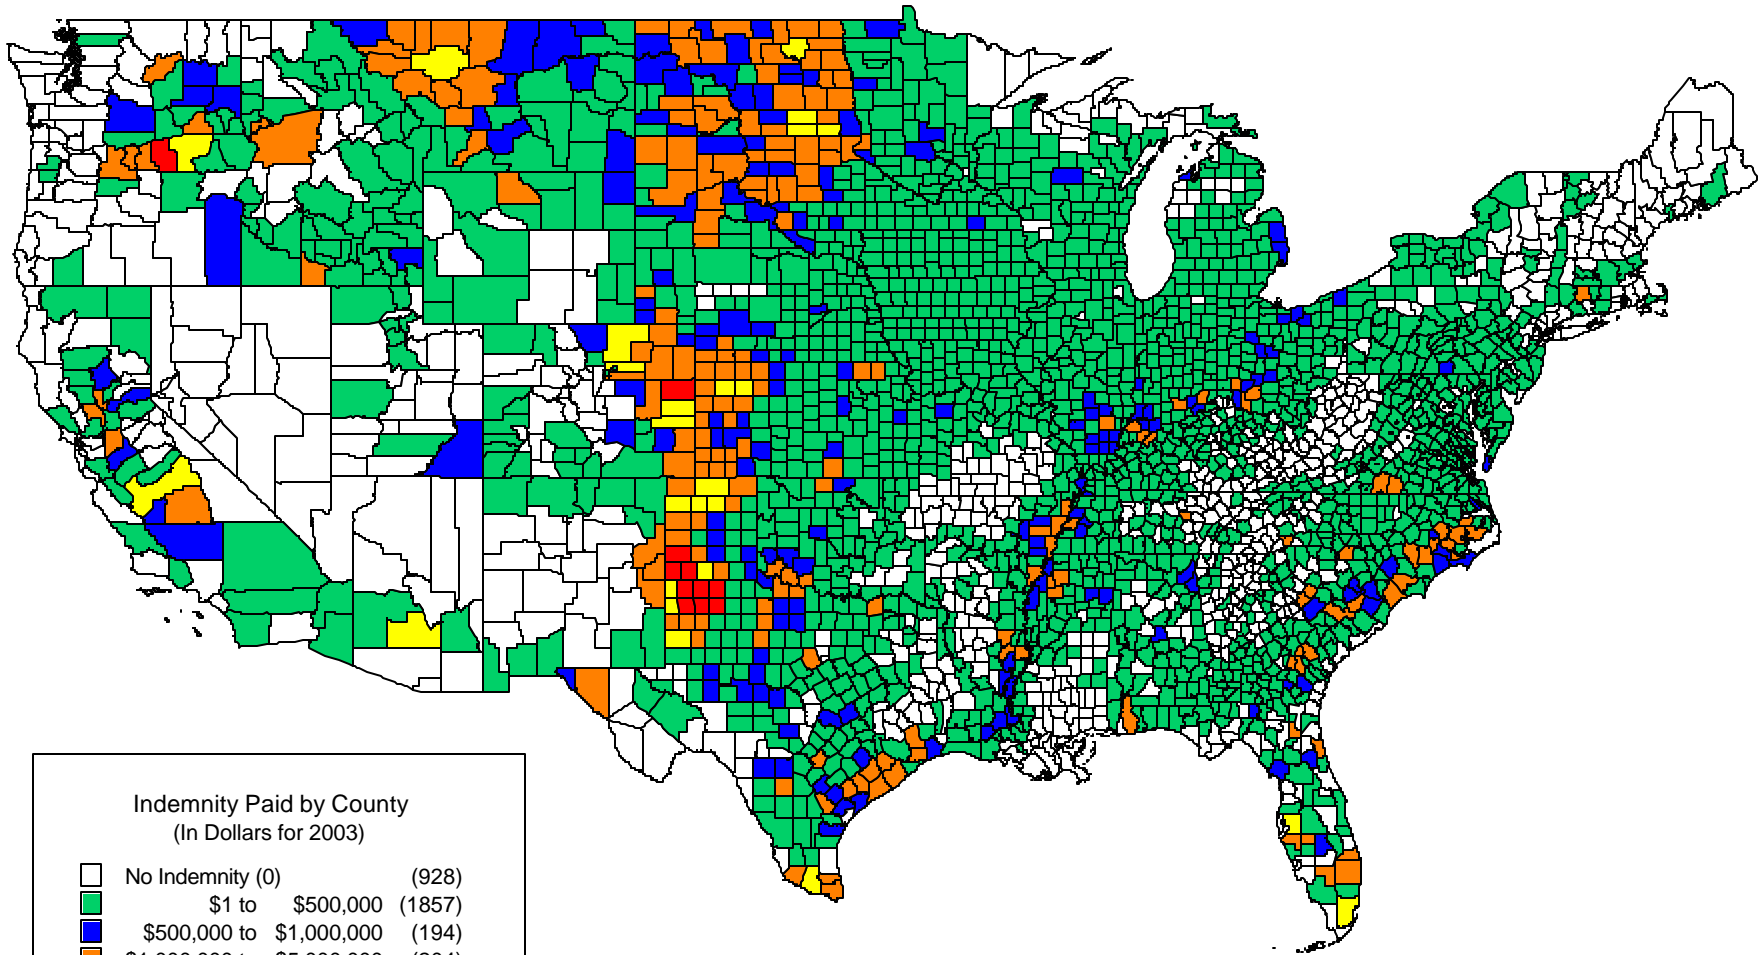 Indemnity Paid by County
(In Dollars for 2003)
No Indemnity (0) (928)
$1 to $500,000 (1857)
$500,000 to $1,000,000 (194)